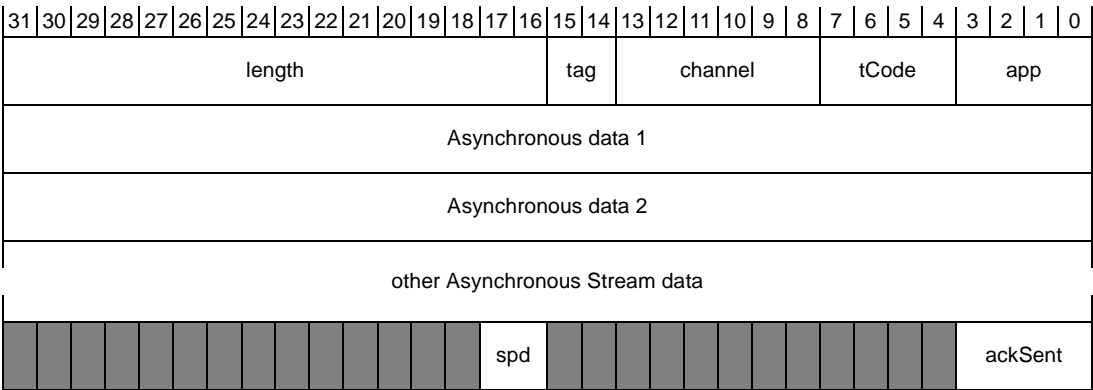 31 30 29 28 27 26 25 24 23 22 21 20 19 18 17 16 15 14 13 12 11 10 9 8 7 6 5 4 3 2 1 0
length tag channel tCode app
Asynchronous data 1
Asynchronous data 2
other Asynchronous Stream data
spd ackSent